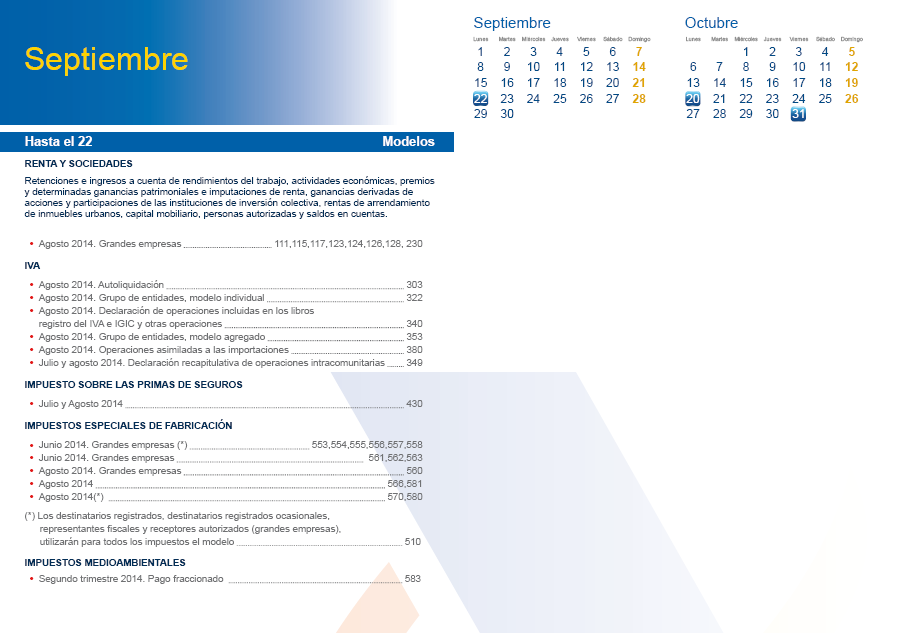 Septiembre
Septiembre
Lunes Martes Miércoles Jueves Viernes Sábado Domingo
1 2 3 4 5 6 7
8 9 10 11 12 13 14
15 16 17 18 19 20 21
22 23 24 25 26 27 28
29 30
Octubre
Lunes Martes Miércoles Jueves Viernes Sábado Domingo
1 2 3 4 5
6 7 8 9 10 11 12
13 14 15 16 17 18 19
20 21 22 23 24 25 26
27 28 29 30 31
Hasta el 22 Modelos
RENTA Y SOCIEDADES
Retenciones e ingresos a cuenta de rendimientos del trabajo, actividades económicas, premios
y determinadas ganancias patrimoniales e imputaciones de renta, ganancias derivadas de
acciones y participaciones de las instituciones de inversión colectiva, rentas de arrendamiento
de inmuebles urbanos, capital mobiliario, personas autorizadas y saldos en cuentas.
• Agosto 2014. Grandes empresas 111,115,117,123,124,126,128, 230
IVA
• Agosto 2014. Autoliquidación 303
• Agosto 2014. Grupo de entidades, modelo individual 322
• Agosto 2014. Declaración de operaciones incluidas en los libros
registro del IVA e IGIC y otras operaciones 340
• Agosto 2014. Grupo de entidades, modelo agregado 353
• Agosto 2014. Operaciones asimiladas a las importaciones 380
• Julio y agosto 2014. Declaración recapitulativa de operaciones intracomunitarias 349
IMPUESTO SOBRE LAS PRIMAS DE SEGUROS
• Julio y Agosto 2014 430
IMPUESTOS ESPECIALES DE FABRICACIÓN
• Junio 2014. Grandes empresas (*) 553,554,555,556,557,558
• Junio 2014. Grandes empresas 561,562,563
• Agosto 2014. Grandes empresas 560
• Agosto 2014 566,581
• Agosto 2014(*) 570,580
(*) Los destinatarios registrados, destinatarios registrados ocasionales,
representantes fiscales y receptores autorizados (grandes empresas),
utilizarán para todos los impuestos el modelo 510
IMPUESTOS MEDIOAMBIENTALES
• Segundo trimestre 2014. Pago fraccionado 583